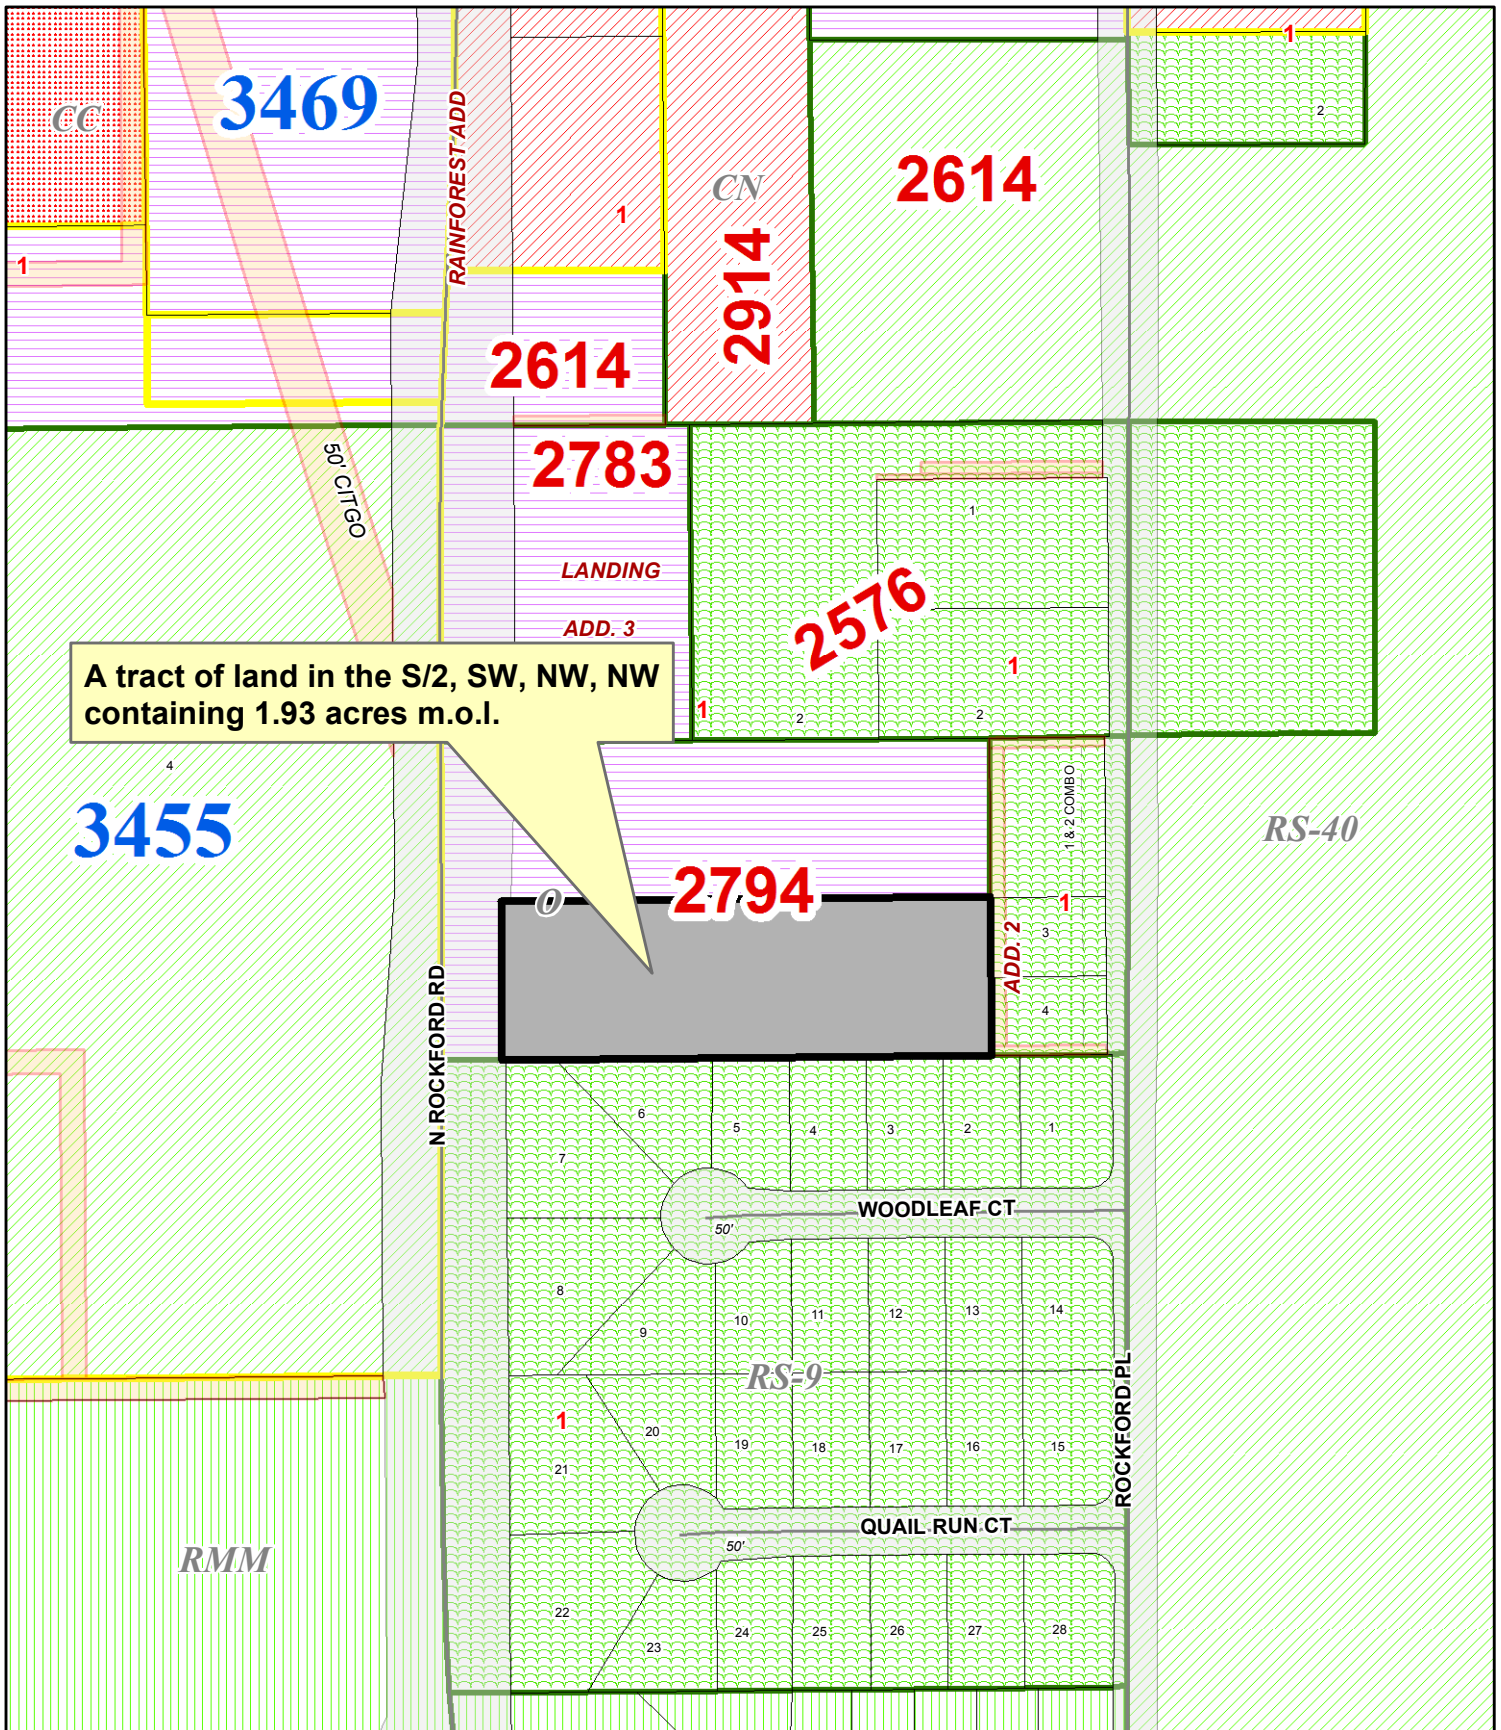 1
CC
3469
RAINFOREST ADD
2
CN
2614
1
2914
1
2614
2783
50' CITGO
1
LANDING
2576
ADD. 3
1
A tract of land in the S/2, SW, NW, NW
containing 1.93 acres m.o.l.
1
2
2
4
1 & 2 COMBO
3455
RS-40
2794
O
1
3
ADD. 2
4
N ROCKFORD RD
6
5
4
3
2
1
7
WOODLEAF CT
50'
8
9
10
11
12
13
14
RS-9
ROCKFORD PL
1
20
19
18
17
16
15
21
QUAIL RUN CT
50'
RMM
22
23
24
25
26
27
28